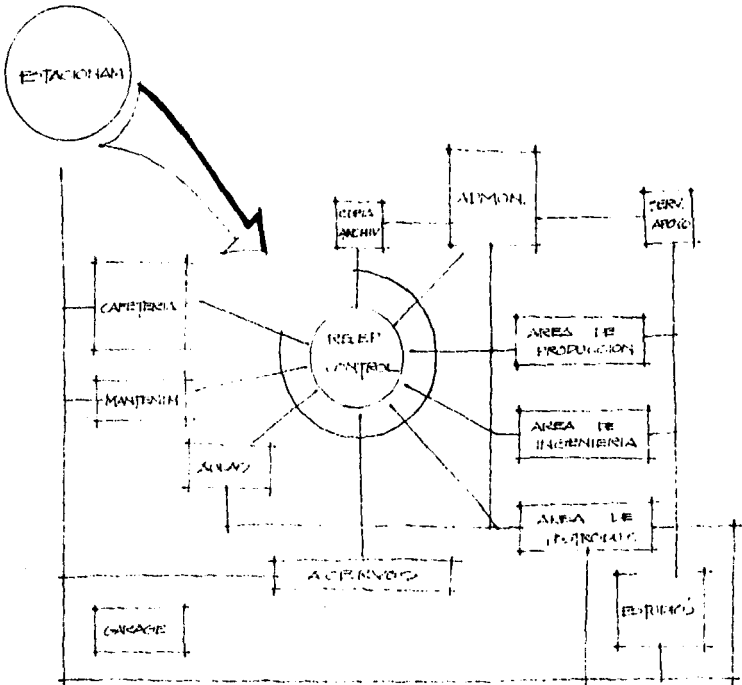 ESTACIONAM
COPIA
ARCHIV
ADMON.
SERV.
APOYO
CAFETERIA
RECEP
CONTROL
AREA DE
PRODUCCION
MANTENIM
AREA DE
INGENIERIA
AULAS
AREA DE
ACERVOS
GARAGE